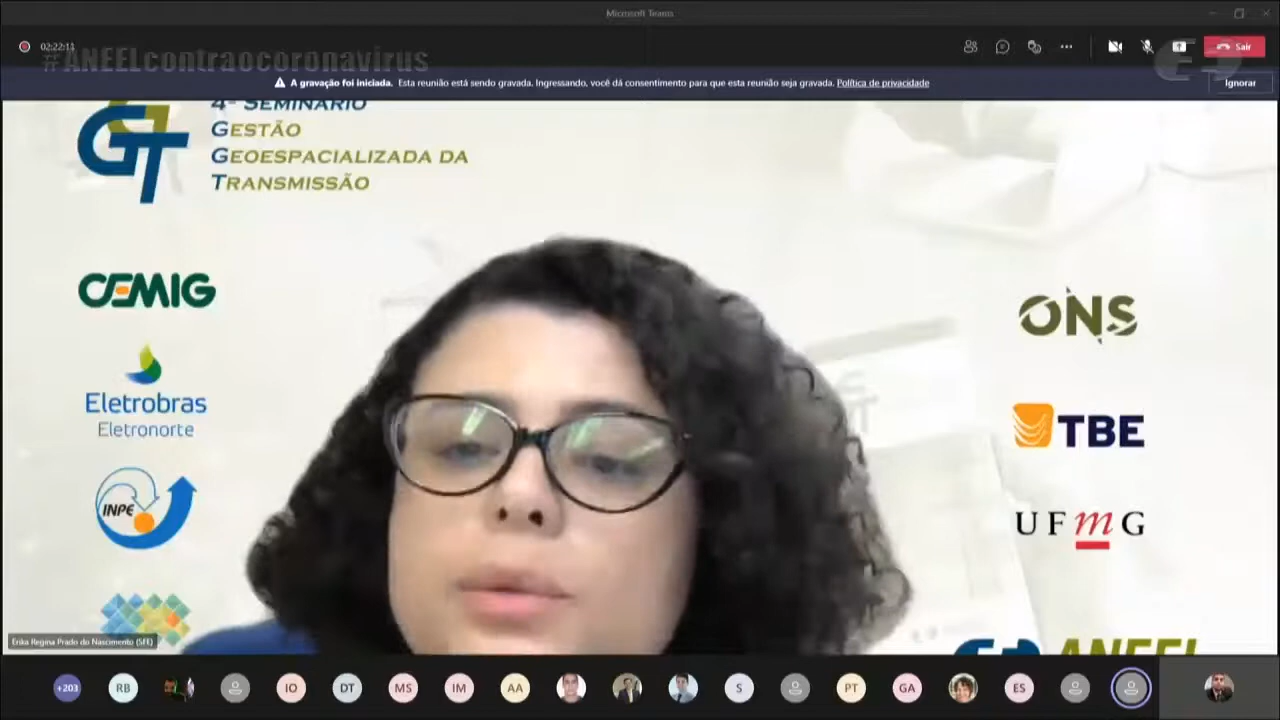 Microsoft Teams
02:22:11
#ANEELcontraocoronavirus
Sair
A gravação foi iniciada. Esta reunião está sendo gravada. Ingressando, você dá consentimento para que esta reunião seja gravada. Política de privacidade
Ignorar
GT
4º SEMINÁRIO
GESTÃO
GEOESPACIALIZADA DA
TRANSMISSÃO
CEMIG
ONS
Eletrobras
Eletronorte
TBE
INPE
UFmG
ANEEL
Erika Regina Prado do Nascimento (SFE)
+203
RB
IO
DT
MS
IM
AA
S
PT
GA
ES